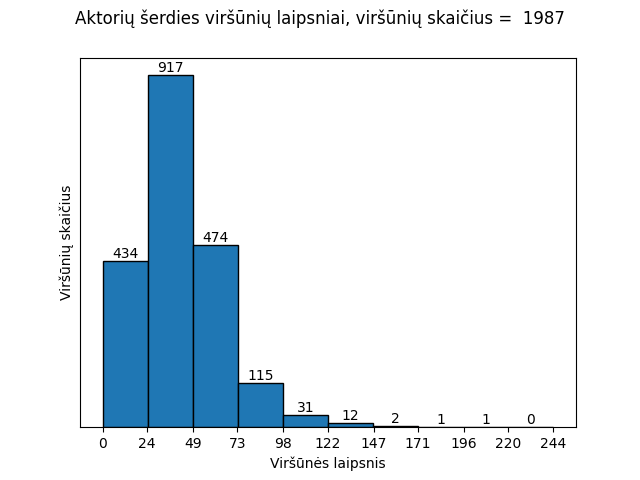 Aktorių šerdies viršūnių laipsniai, viršūnių skaičius =  1987
917
474
434
115
31
12
2
1
1
0
Viršūnių skaičius
0 24 49 73 98 122 147 171 196 220 244
Viršūnės laipsnis